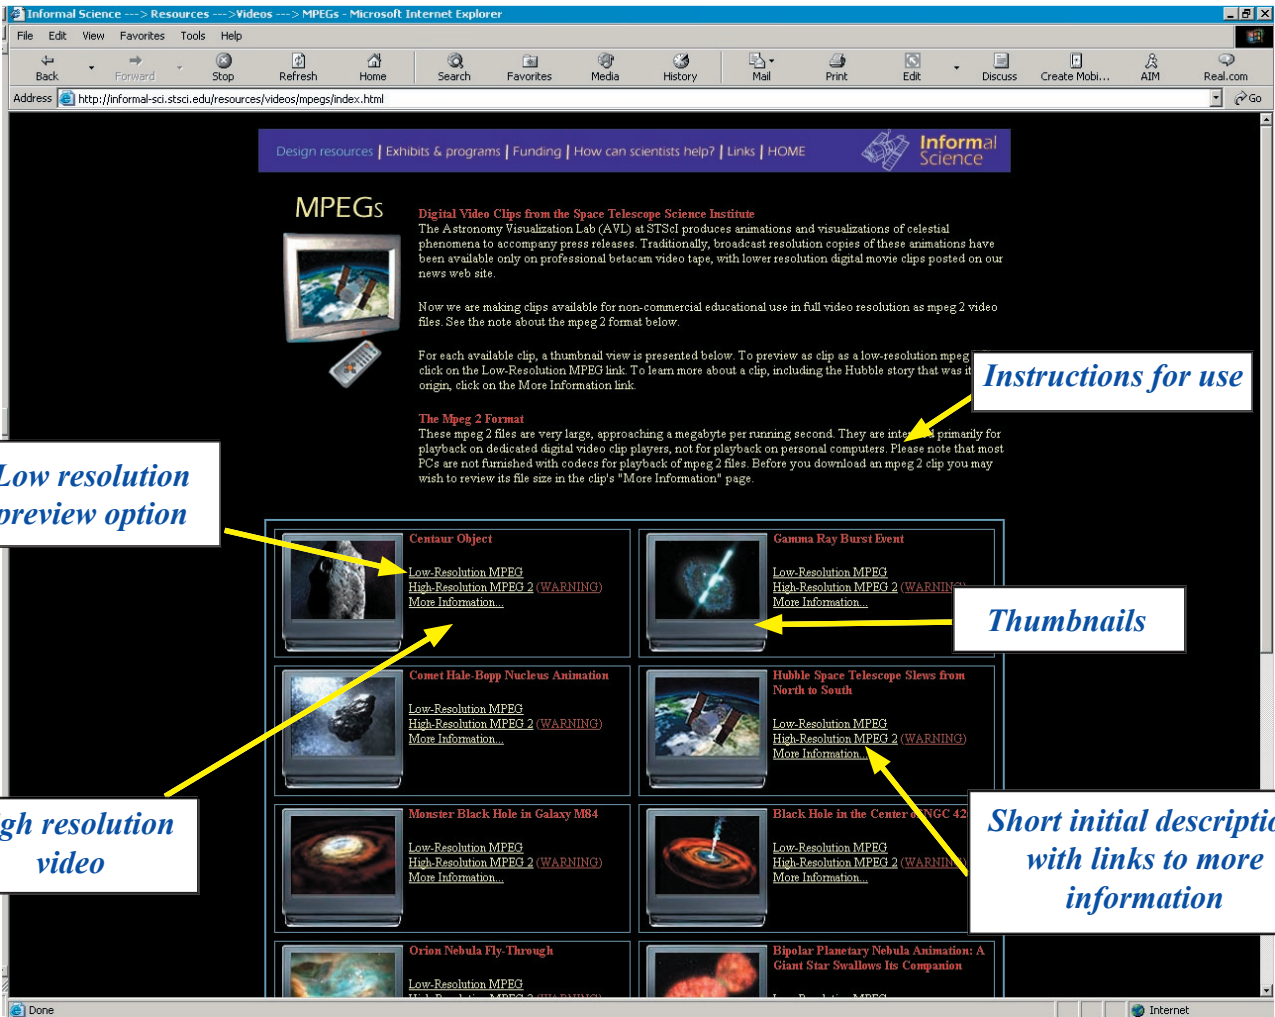 Informal Science ---> Resources --->Videos ---> MPEGs - Microsoft Internet Explorer
File Edit View Favorites Tools Help
Back Forward Stop Refresh Home Search Favorites Media History Mail Print Edit Discuss Create Mobi... AIM Real.com
Address http://informal-sci.stsci.edu/resources/videos/mpegs/index.html Go
Design resources | Exhibits & programs | Funding | How can scientists help? | Links | HOME
Informal
Science
MPEGs
Digital Video Clips from the Space Telescope Science Institute
The Astronomy Visualization Lab (AVL) at STScI produces animations and visualizations of celestial
phenomena to accompany press releases. Traditionally, broadcast resolution copies of these animations have
been available only on professional betacam video tape, with lower resolution digital movie clips posted on our
news web site.
Now we are making clips available for non-commercial educational use in full video resolution as mpeg 2 video
files. See the note about the mpeg 2 format below.
For each available clip, a thumbnail view is presented below. To preview as clip as a low-resolution mpeg
click on the Low-Resolution MPEG link. To learn more about a clip, including the Hubble story that was it
origin, click on the More Information link.
Instructions for use
The Mpeg 2 Format
These mpeg 2 files are very large, approaching a megabyte per running second. They are intended primarily for
playback on dedicated digital video clip players, not for playback on personal computers. Please note that most
PCs are not furnished with codecs for playback of mpeg 2 files. Before you download an mpeg 2 clip you may
wish to review its file size in the clip's "More Information" page.
Low resolution
preview option
Centaur Object
Low-Resolution MPEG
High-Resolution MPEG 2 (WARNING)
More Information...
Gamma Ray Burst Event
Low-Resolution MPEG
High-Resolution MPEG 2 (WARNING)
More Information...
Thumbnails
Comet Hale-Bopp Nucleus Animation
Low-Resolution MPEG
High-Resolution MPEG 2 (WARNING)
More Information...
Hubble Space Telescope Slews from
North to South
Low-Resolution MPEG
High-Resolution MPEG 2 (WARNING)
More Information...
gh resolution
video
Monster Black Hole in Galaxy M84
Low-Resolution MPEG
High-Resolution MPEG 2 (WARNING)
More Information...
Black Hole in the Center of NGC 42
Low-Resolution MPEG
High-Resolution MPEG 2 (WARNING)
More Information...
Short initial descriptio
with links to more
information
Orion Nebula Fly-Through
Low-Resolution MPEG
High-Resolution MPEG 2 (WARNING)
Bipolar Planetary Nebula Animation: A
Giant Star Swallows Its Companion
Low-Resolution MPEG
Done Internet